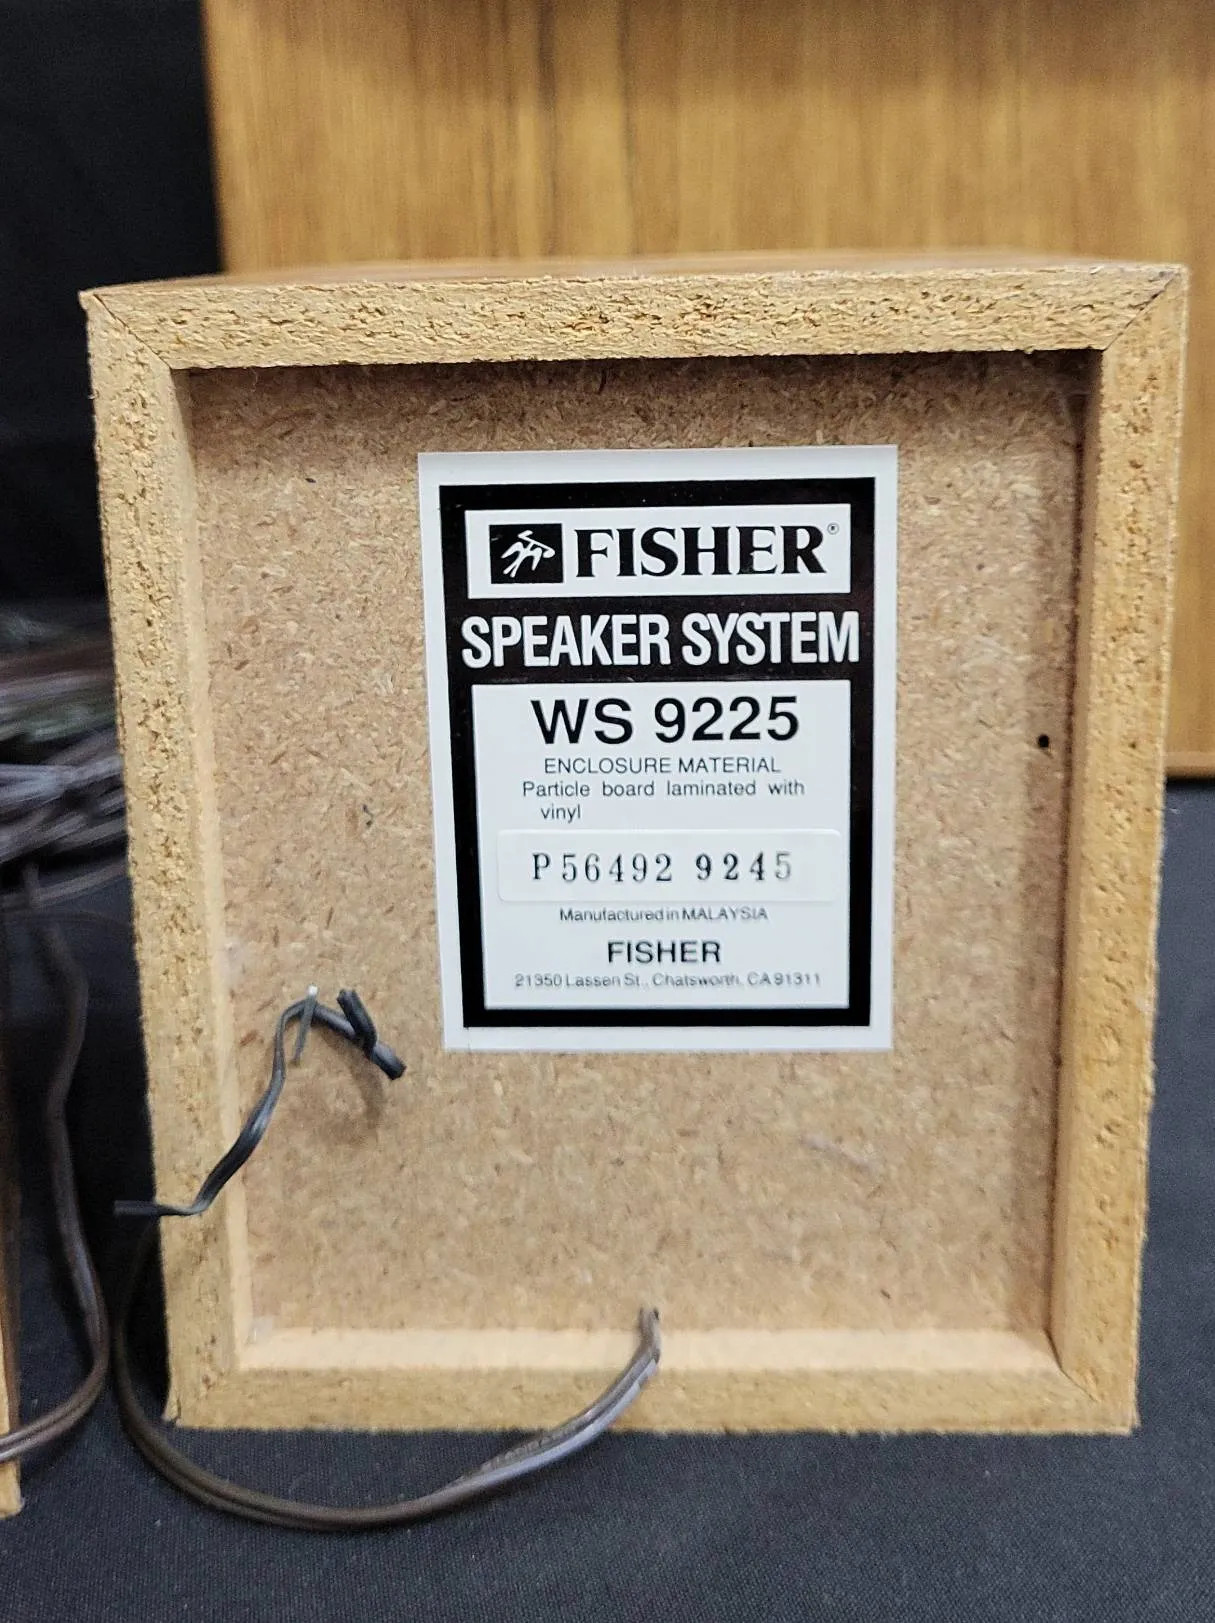 FISHER®
SPEAKER SYSTEM
WS 9225
ENCLOSURE MATERIAL
Particle board laminated with
vinyl
P56492 9245
Manufactured in MALAYSIA
FISHER
21350 Lassen St., Chatsworth, CA 91311